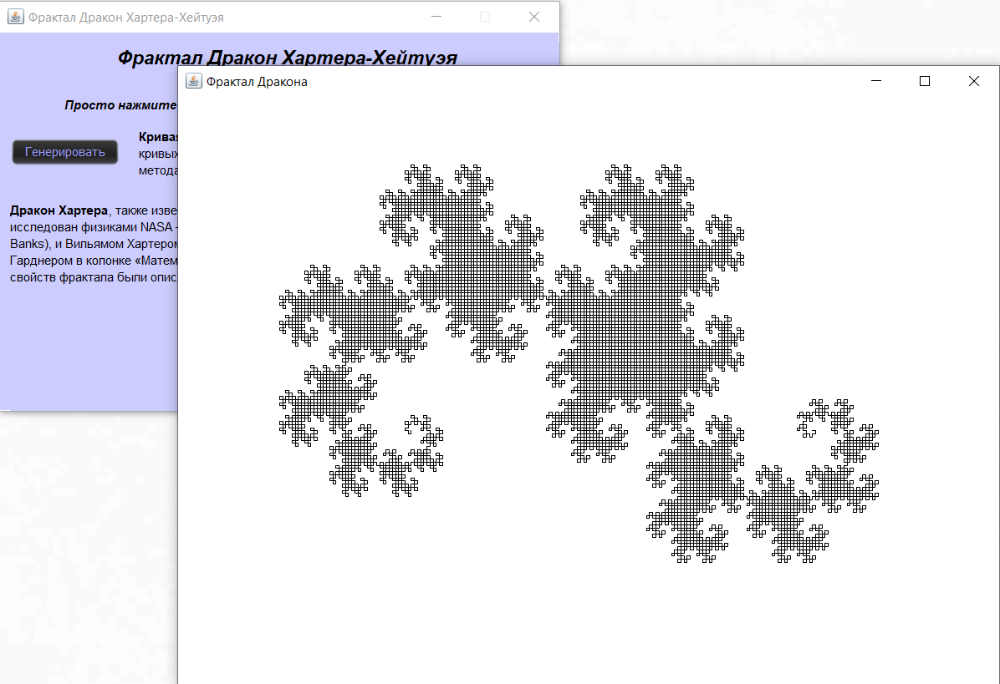 Фрактал Дракон Хартера-Хейтуэя
Фрактал Дракон Хартера-Хейтуэя
Фрактал Дракона
Просто нажмите
Кривая
Генерировать
кривых
метода
Дракон Хартера, также изве
исследован физиками NASA -
Banks), и Вильямом Хартером
Гарднером в колонке «Матем
свойств фрактала были опис